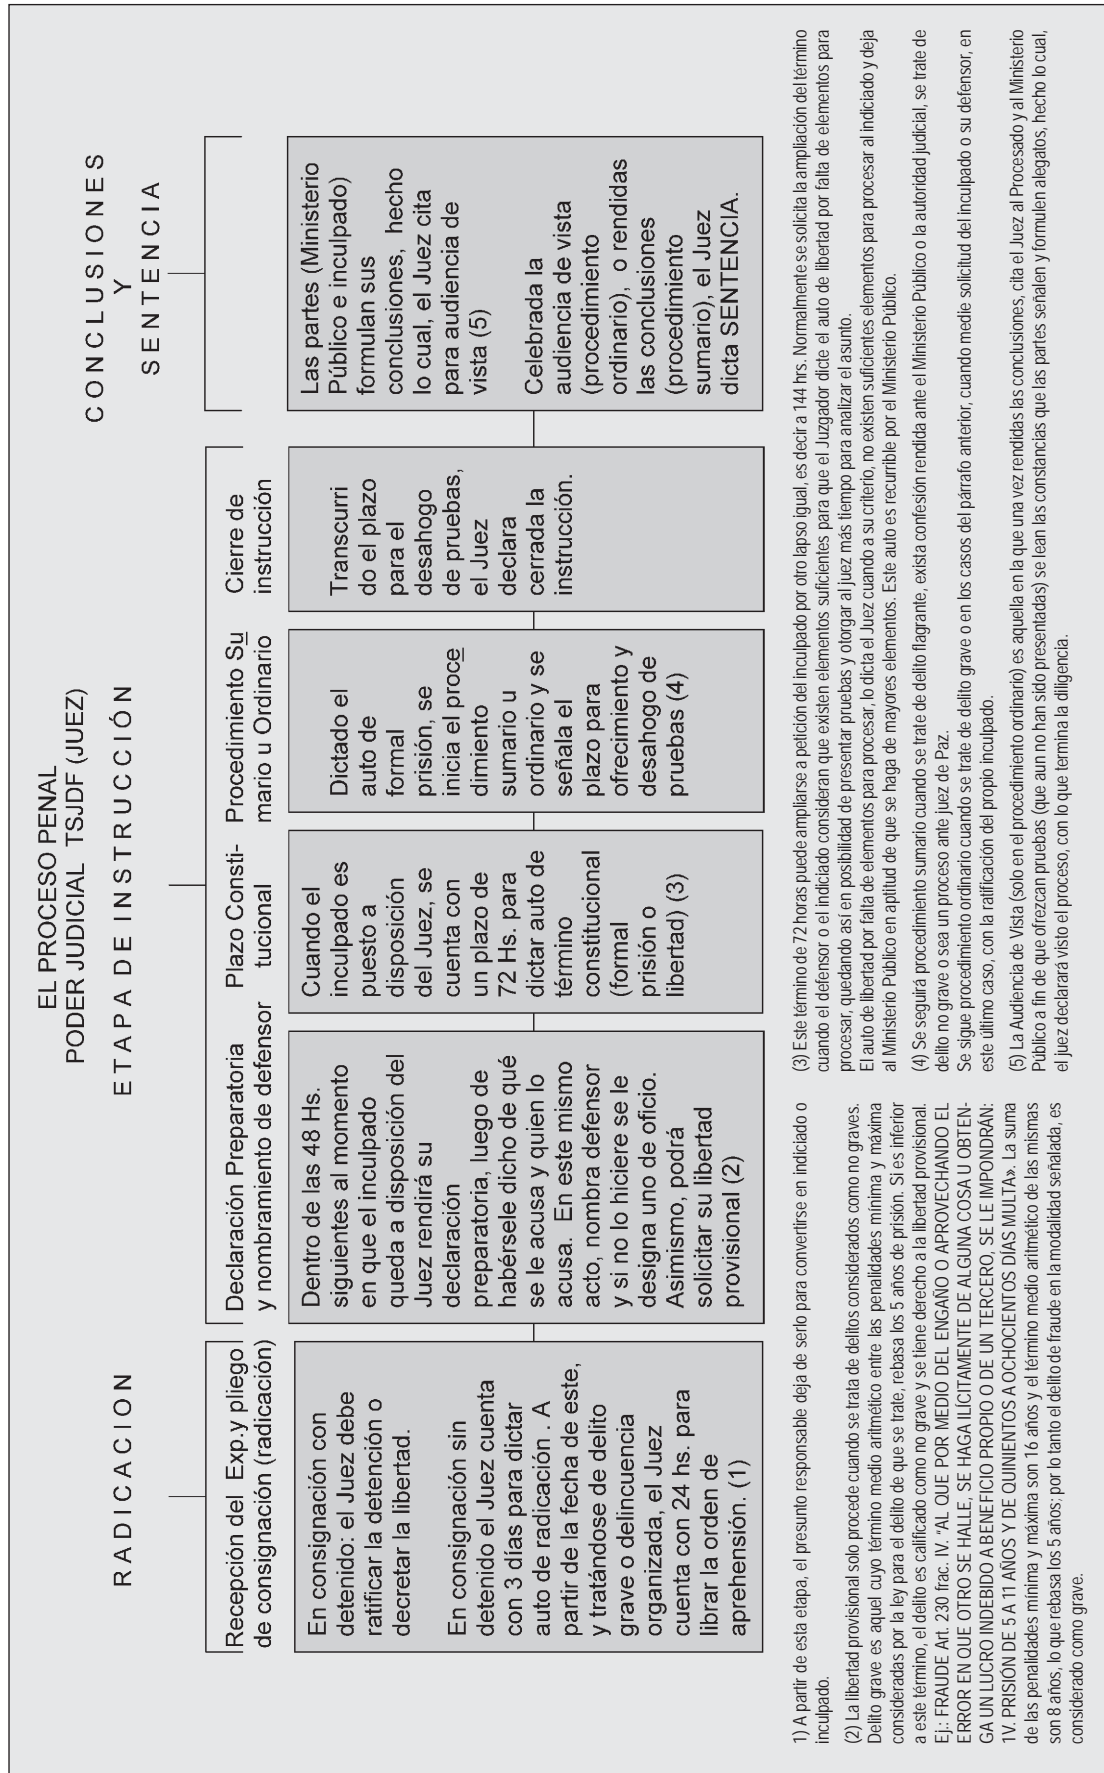 EL PROCESO PENAL
PODER JUDICIAL TSJDF (JUEZ)
RADICACION
ETAPA DE INSTRUCCIÓN
CONCLUSIONES
Y
SENTENCIA
Recepción del Exp.y pliego
de consignación (radicación)
En consignación con
detenido: el Juez debe
ratificar la detención o
decretar la libertad.
En consignación sin
detenido el Juez cuenta
con 3 días para dictar
auto de radicación . A
partir de la fecha de este,
y tratándose de delito
grave o delincuencia
organizada, el Juez
cuenta con 24 hs. para
librar la orden de
aprehensión. (1)
Declaración Preparatoria
y nombramiento de defensor
Dentro de las 48 Hs.
siguientes al momento
en que el inculpado
queda a disposición del
Juez rendirá su
declaración
preparatoria, luego de
habérsele dicho de qué
se le acusa y quien lo
acusa. En este mismo
acto, nombra defensor
y si no lo hiciere se le
designa uno de oficio.
Asimismo, podrá
solicitar su libertad
provisional (2)
Plazo Consti-
tucional
Cuando el
inculpado es
puesto a
disposición
del Juez, se
cuenta con
un plazo de
72 Hs. para
dictar auto de
término
constitucional
(formal
prisión o
libertad) (3)
Procedimiento Su
mario u Ordinario
Dictado el
auto de
formal
prisión, se
inicia el proce
dimiento
sumario u
ordinario y se
señala el
plazo para
ofrecimiento y
desahogo de
pruebas (4)
Cierre de
instrucción
Transcurri
do el plazo
para el
desahogo
de pruebas,
el Juez
declara
cerrada la
instrucción.
Las partes (Ministerio
Público e inculpado)
formulan sus
conclusiones, hecho
lo cual, el Juez cita
para audiencia de
vista (5)
Celebrada la
audiencia de vista
(procedimiento
ordinario), o rendidas
las conclusiones
(procedimiento
sumario), el Juez
dicta SENTENCIA.
1) A partir de esta etapa, el presunto responsable deja de serlo para convertirse en indiciado o
inculpado.
(2) La libertad provisional solo procede cuando se trata de delitos considerados como no graves.
Delito grave es aquel cuyo término medio aritmético entre las penalidades mínima y máxima
consideradas por la ley para el delito de que se trate, rebasa los 5 años de prisión. Si es inferior
a este término, el delito es calificado como no grave y se tiene derecho a la libertad provisional.
Ej.: FRAUDE Art. 230 frac. IV. "AL QUE POR MEDIO DEL ENGAÑO O APROVECHANDO EL
ERROR EN QUE OTRO SE HALLE, SE HAGA ILÍCITAMENTE DE ALGUNA COSA U OBTEN-
GA UN LUCRO INDEBIDO A BENEFICIO PROPIO O DE UN TERCERO, SE LE IMPONDRÁN:
1V. PRISIÓN DE 5 A 11 AÑOS Y DE QUINIENTOS A OCHOCIENTOS DÍAS MULTA». La suma
de las penalidades mínima y máxima son 16 años y el término medio aritmético de las mismas
son 8 años, lo que rebasa los 5 años; por lo tanto el delito de fraude en la modalidad señalada, es
considerado como grave.
(3) Este término de 72 horas puede ampliarse a petición del inculpado por otro lapso igual, es decir a 144 hrs. Normalmente se solicita la ampliación del término
cuando el defensor o el indiciado consideran que existen elementos suficientes para que el Juzgador dicte el auto de libertad por falta de elementos para
procesar, quedando así en posibilidad de presentar pruebas y otorgar al juez más tiempo para analizar el asunto.
El auto de libertad por falta de elementos para procesar, lo dicta el Juez cuando a su criterio, no existen suficientes elementos para procesar al indiciado y deja
al Ministerio Público en aptitud de que se haga de mayores elementos. Este auto es recurrible por el Ministerio Público.
(4) Se seguirá procedimiento sumario cuando se trate de delito flagrante, exista confesión rendida ante el Ministerio Público o la autoridad judicial, se trate de
delito no grave o sea un proceso ante juez de Paz.
Se sigue procedimiento ordinario cuando se trate de delito grave o en los casos del párrafo anterior, cuando medie solicitud del inculpado o su defensor, en
este último caso, con la ratificación del propio inculpado.
(5) La Audiencia de Vista (solo en el procedimiento ordinario) es aquella en la que una vez rendidas las conclusiones, cita el Juez al Procesado y al Ministerio
Público a fin de que ofrezcan pruebas (que aun no han sido presentadas) se lean las constancias que las partes señalen y formulen alegatos, hecho lo cual,
el juez declarará visto el proceso, con lo que termina la diligencia.